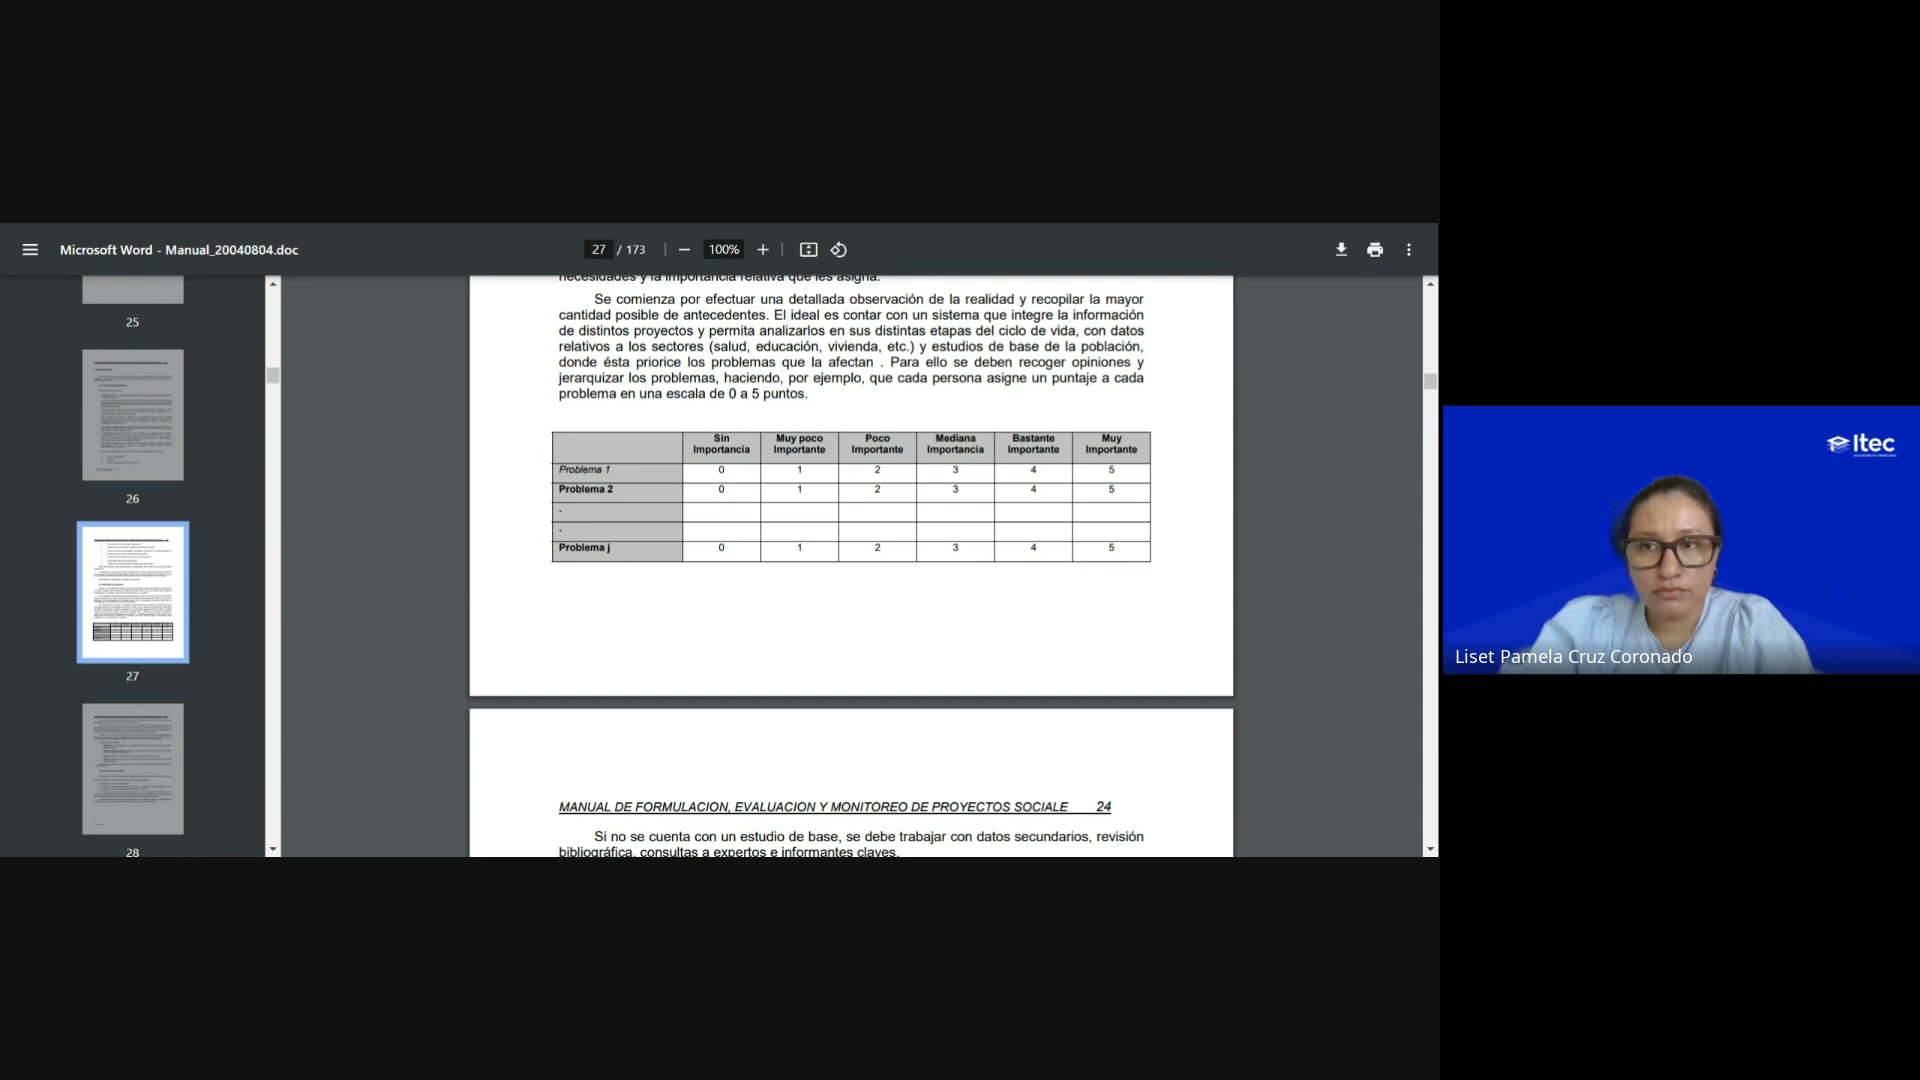 Microsoft Word - Manual_20040804.doc
27 / 173
100%
25
26
27
28
necesidades y la importancia relativa que les asigna.
Se comienza por efectuar una detallada observación de la realidad y recopilar la mayor
cantidad posible de antecedentes. El ideal es contar con un sistema que integre la información
de distintos proyectos y permita analizarlos en sus distintas etapas del ciclo de vida, con datos
relativos a los sectores (salud, educación, vivienda, etc.) y estudios de base de la población,
donde ésta priorice los problemas que la afectan . Para ello se deben recoger opiniones y
jerarquizar los problemas, haciendo, por ejemplo, que cada persona asigne un puntaje a cada
problema en una escala de 0 a 5 puntos.
Sin Importancia Muy poco Importante Poco Importante Mediana Importancia Bastante Importante Muy Importante
Problema 1 0 1 2 3 4 5
Problema 2 0 1 2 3 4 5
.
.
Problema j 0 1 2 3 4 5
MANUAL DE FORMULACION, EVALUACION Y MONITOREO DE PROYECTOS SOCIALE 24
Si no se cuenta con un estudio de base, se debe trabajar con datos secundarios, revisión
bibliográfica, consultas a expertos e informantes claves.
Itec
Liset Pamela Cruz Coronado